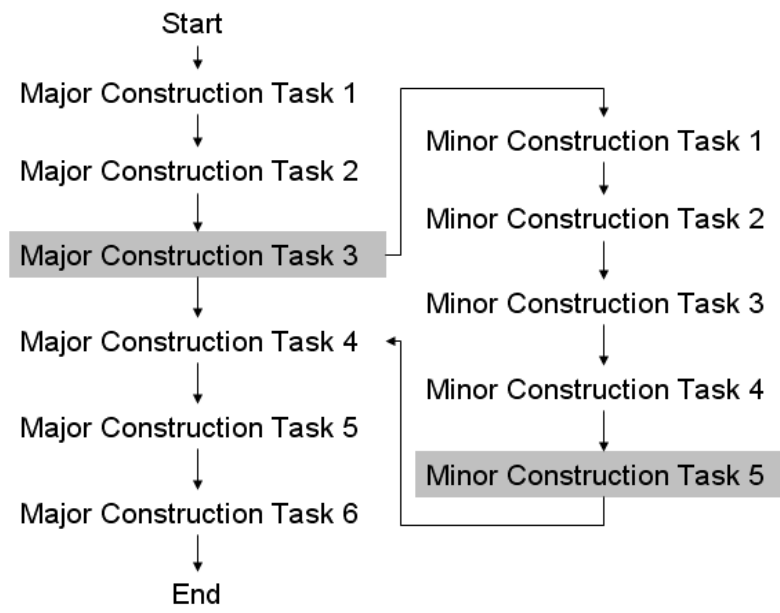 Start
Major Construction Task 1
Major Construction Task 2
Major Construction Task 3
Major Construction Task 4
Major Construction Task 5
Major Construction Task 6
End
Minor Construction Task 1
Minor Construction Task 2
Minor Construction Task 3
Minor Construction Task 4
Minor Construction Task 5